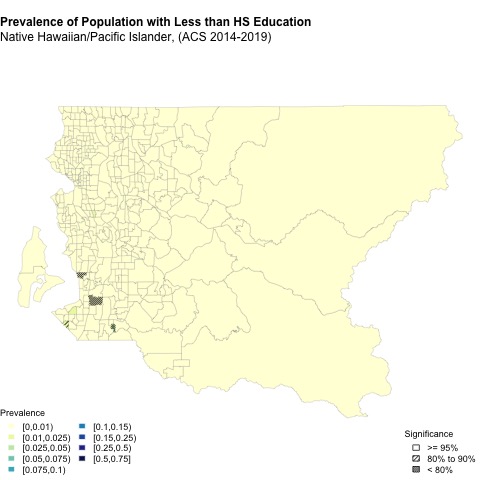 Prevalence of Population with Less than HS Education
Native Hawaiian/Pacific Islander, (ACS 2014-2019)
Prevalence
[0,0.01)
[0.01,0.025)
[0.025,0.05)
[0.05,0.075)
[0.075,0.1)
[0.1,0.15)
[0.15,0.25)
[0.25,0.5)
[0.5,0.75]
Significance
>= 95%
80% to 90%
< 80%